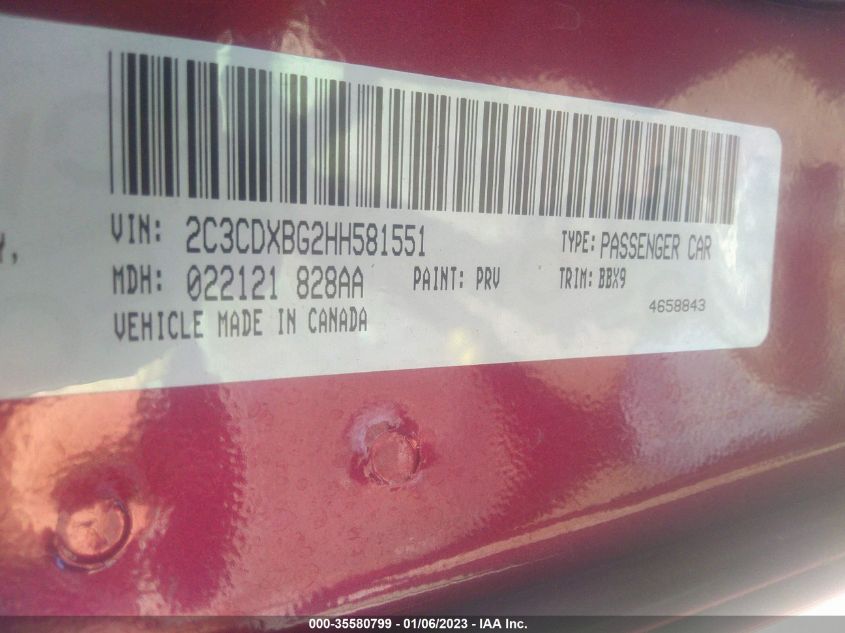 VIN: 2C3CDXBG2HH581551 TYPE: PASSENGER CAR
MDH: 022121 828AA PAINT: PRV TRIM: BBX9
4658843
VEHICLE MADE IN CANADA
000-35580799 - 01/06/2023 - IAA Inc.